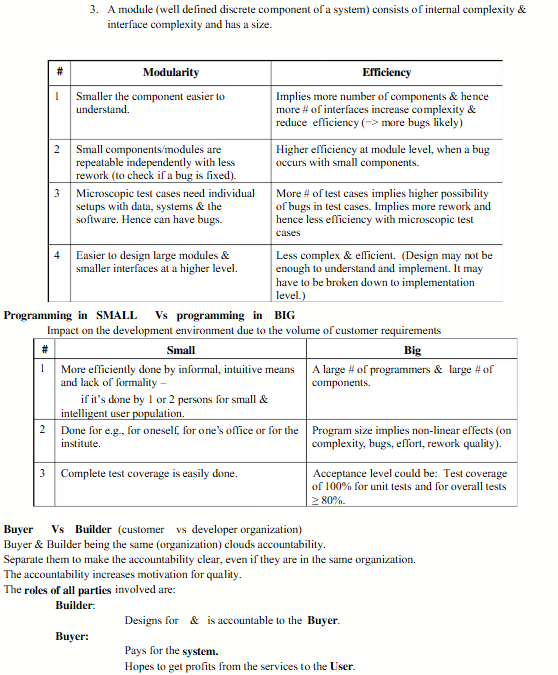 3. A module (well defined discrete component of a system) consists of internal complexity &
interface complexity and has a size.
# Modularity Efficiency
1 Smaller the component easier to understand. Implies more number of components & hence
more # of interfaces increase complexity &
reduce efficiency (=> more bugs likely)
2 Small components/modules are
repeatable independently with less
rework (to check if a bug is fixed).
Higher efficiency at module level, when a bug
occurs with small components.
3 Microscopic test cases need individual
setups with data, systems & the
software. Hence can have bugs.
More # of test cases implies higher possibility
of bugs in test cases. Implies more rework and
hence less efficiency with microscopic test
cases
4 Easier to design large modules &
smaller interfaces at a higher level.
Less complex & efficient. (Design may not be
enough to understand and implement. It may
have to be broken down to implementation
level.)
Programming in SMALL Vs programming in BIG
Impact on the development environment due to the volume of customer requirements
# Small Big
1 More efficiently done by informal, intuitive means
and lack of formality –
if it's done by 1 or 2 persons for small &
intelligent user population.
A large # of programmers & large # of
components.
2 Done for e.g., for oneself, for one's office or for the
institute.
Program size implies non-linear effects (on
complexity, bugs, effort, rework quality).
3 Complete test coverage is easily done.
Acceptance level could be: Test coverage
of 100% for unit tests and for overall tests
≥ 80%.
Buyer Vs Builder (customer vs developer organization)
Buyer & Builder being the same (organization) clouds accountability.
Separate them to make the accountability clear, even if they are in the same organization.
The accountability increases motivation for quality.
The roles of all parties involved are:
Builder:
Designs for & is accountable to the Buyer.
Buyer:
Pays for the system.
Hopes to get profits from the services to the User.